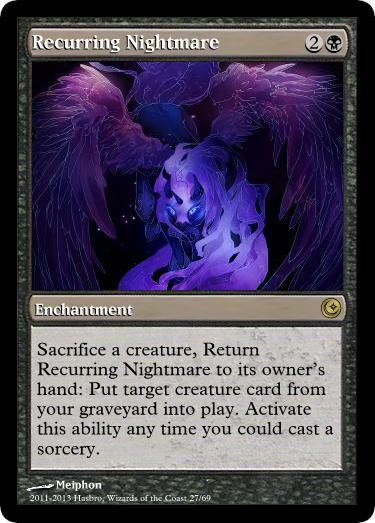 Recurring Nightmare 2
Enchantment
Sacrifice a creature, Return
Recurring Nightmare to its owner's
hand: Put target creature card from
your graveyard into play. Activate
this ability any time you could cast a
sorcery.
Meiphon
2011-2013 Hasbro, Wizards of the Coast 27/69